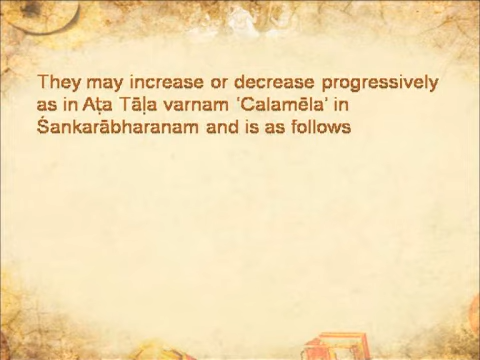 They may increase or decrease progressively
as in Aṭa Tāḷa varnam ‘Calamēla’ in
Śankarābharanam and is as follows